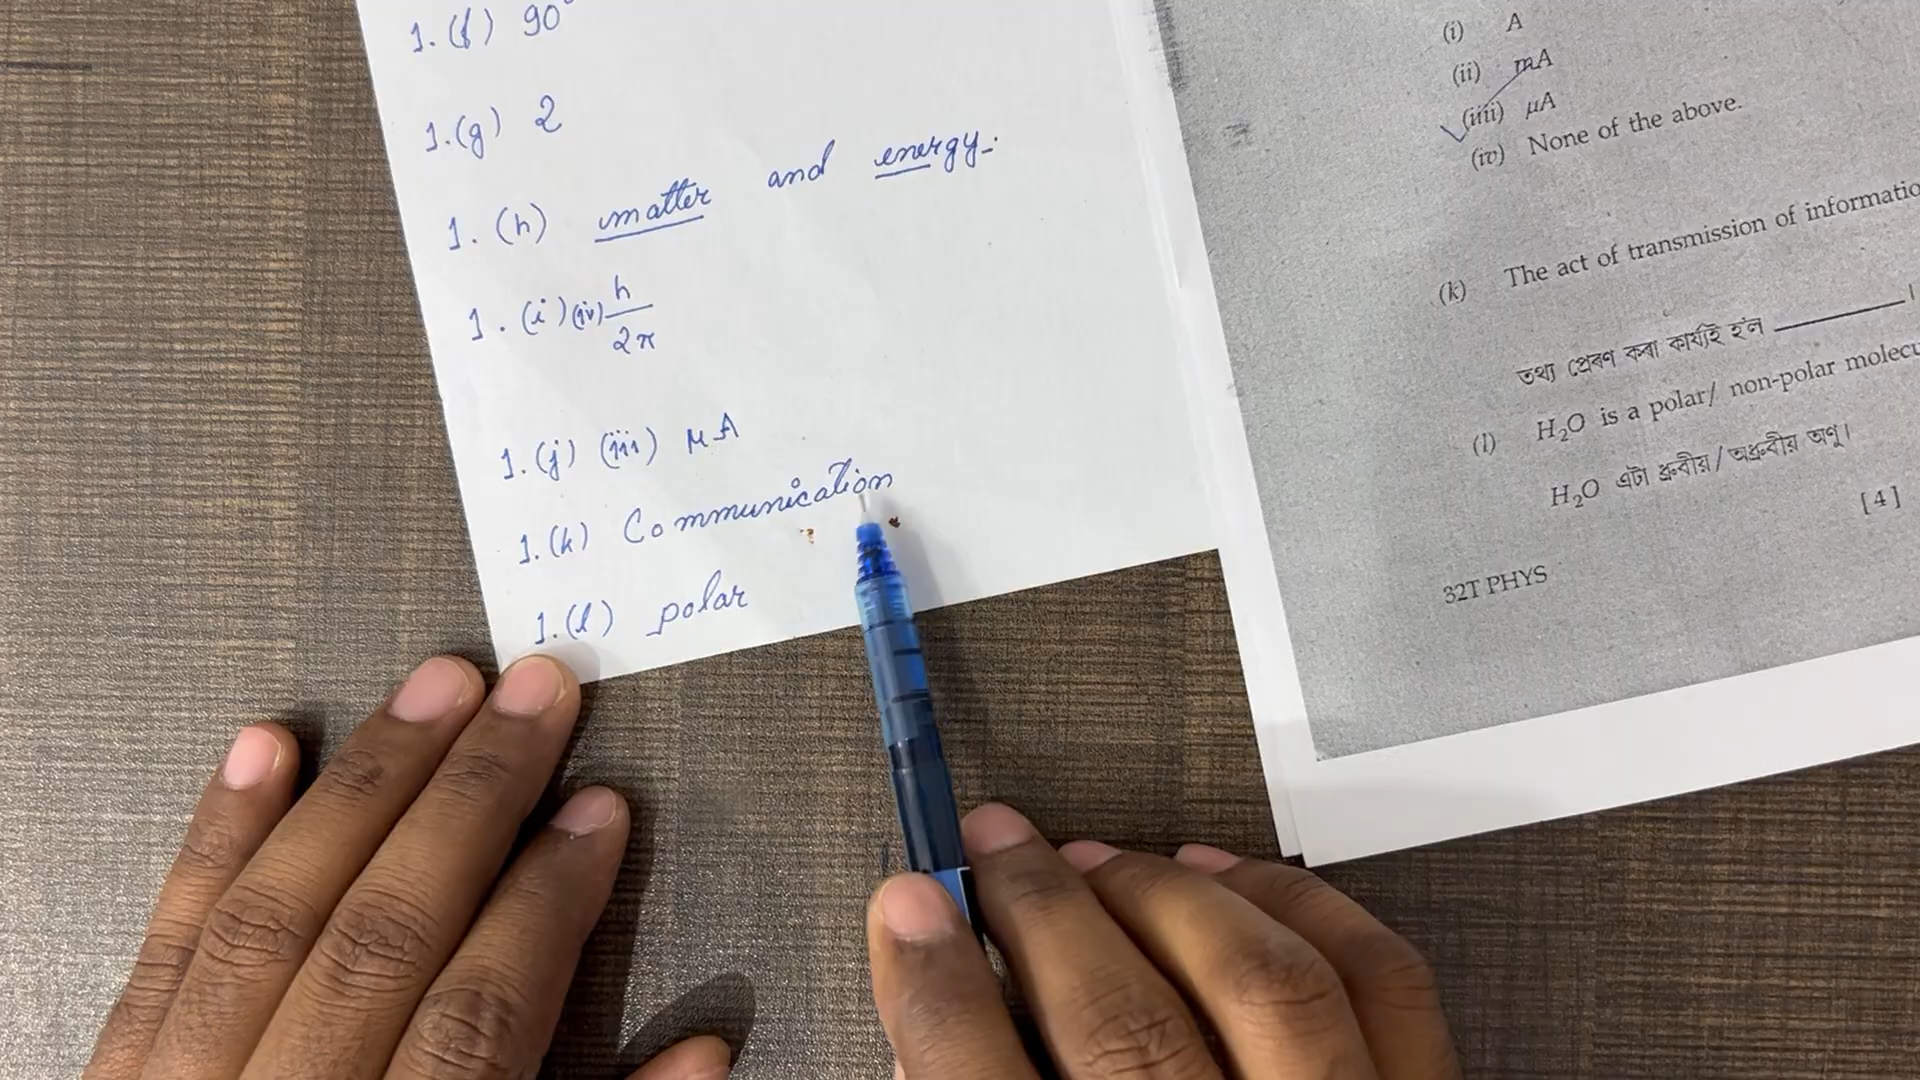 1. (f) 90°
1. (g) 2
1. (h) matter and energy.
1. (i) (iv) h/2π
1. (j) (iii) μA
1. (k) Communication
1. (l) polar
(i) A
(ii) mA
(iii) μA
(iv) None of the above.
(k) The act of transmission of informatio
তথ্য প্ৰেৰণ কৰা কাৰ্য্যই হ'ল ________ ।
(l) H₂O is a polar/ non-polar molecu
H₂O এটা ধ্ৰুবীয়/অধ্ৰুবীয় অণু।
[4]
32T PHYS